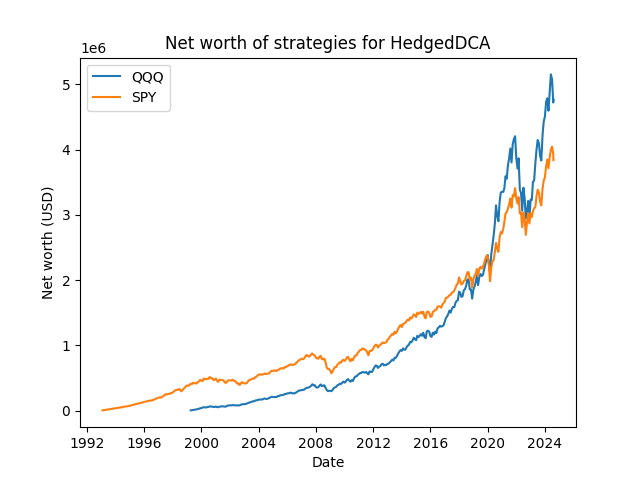 Net worth of strategies for HedgedDCA
1e6
QQQ
SPY
5
4
3
2
1
0
Net worth (USD)
1992 1996 2000 2004 2008 2012 2016 2020 2024
Date